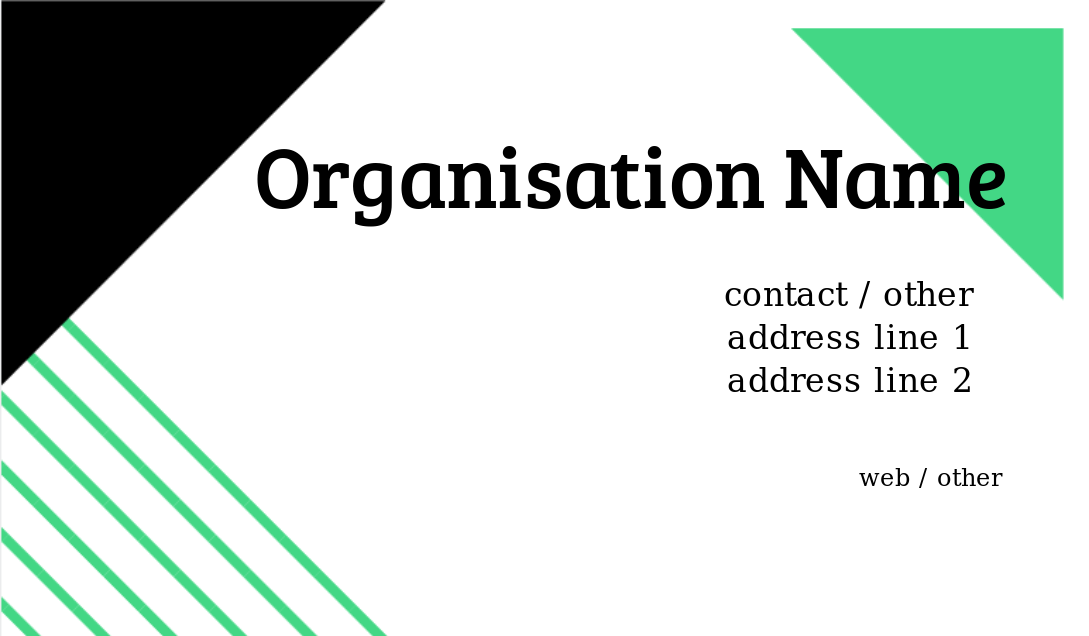 Organisation Name
contact / other
address line 1
address line 2
web / other